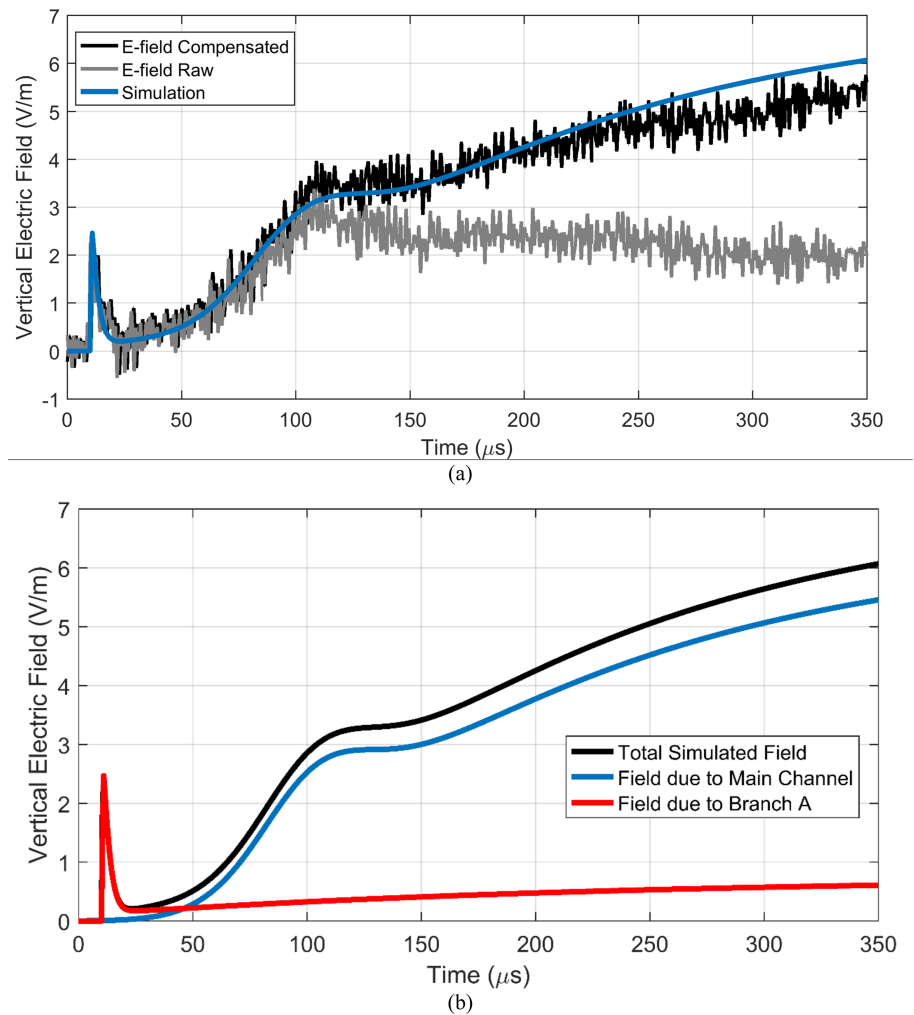 7
6
5
4
3
2
1
0
-1
Vertical Electric Field (V/m)
E-field Compensated
E-field Raw
Simulation
0 50 100 150 200 250 300 350
Time (μs)
(a)
7
6
5
4
3
2
1
0
Vertical Electric Field (V/m)
Total Simulated Field
Field due to Main Channel
Field due to Branch A
0 50 100 150 200 250 300 350
Time (μs)
(b)